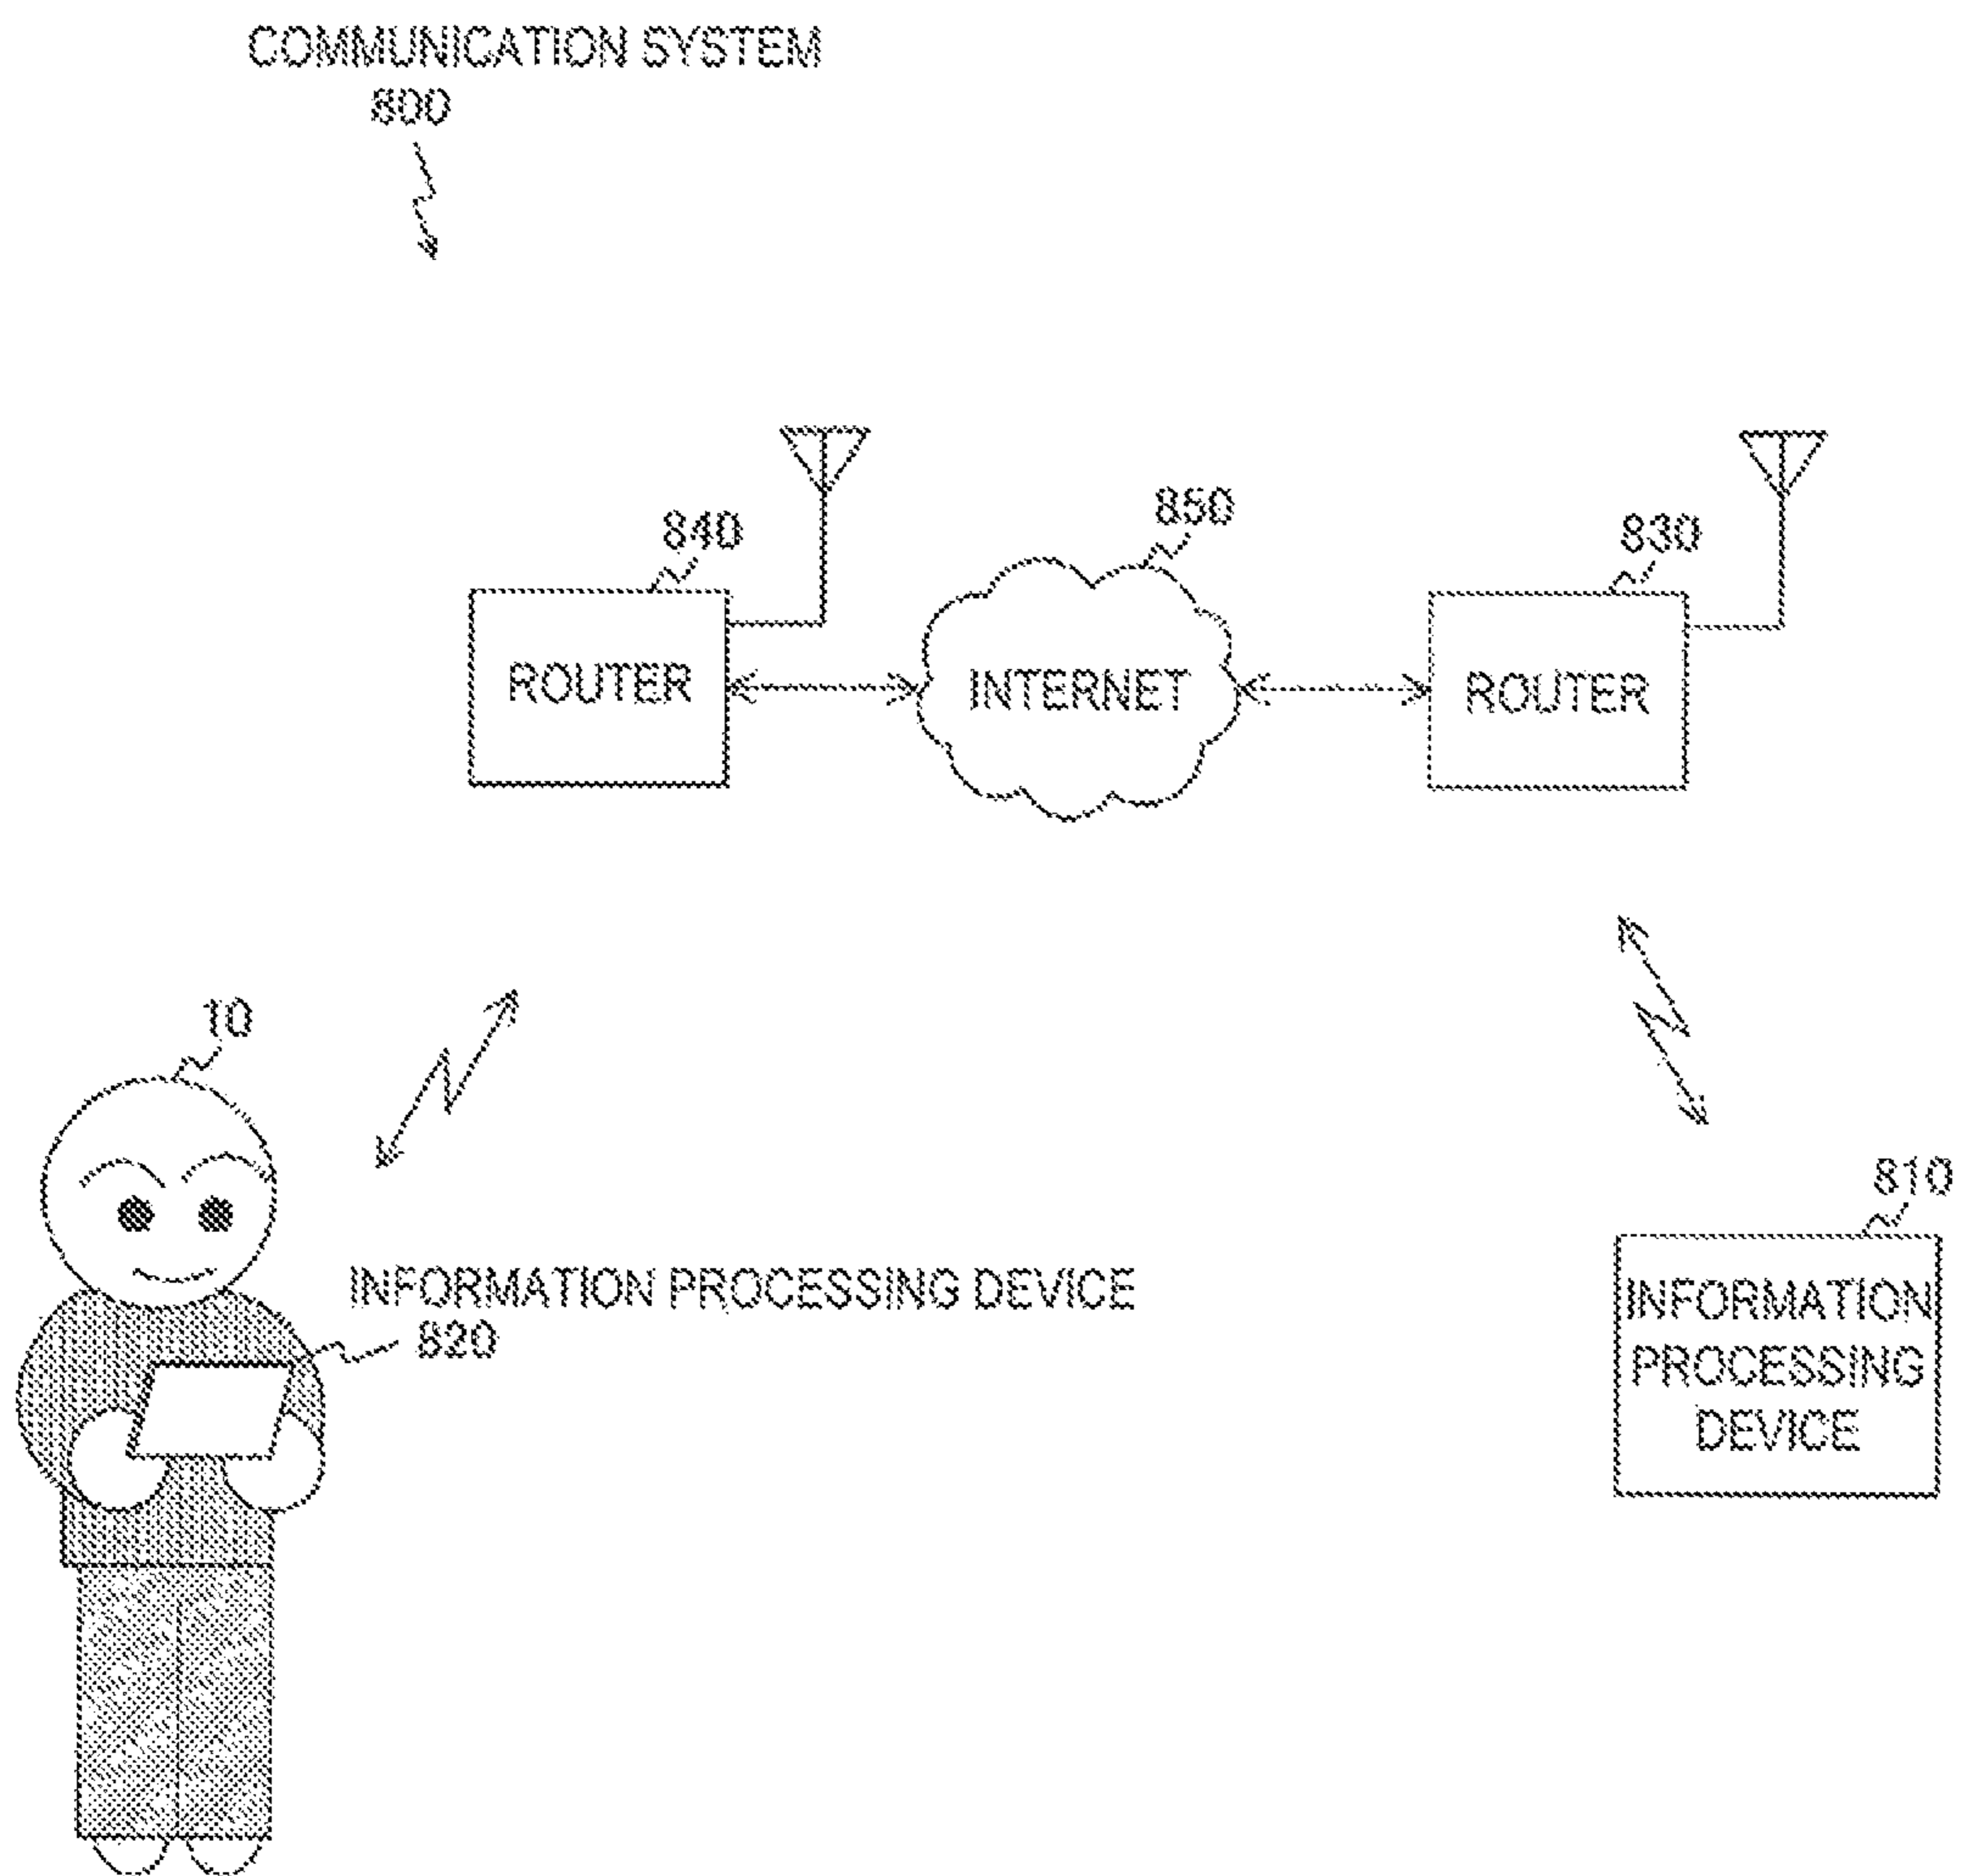 COMMUNICATION SYSTEM
800
840
850
830
ROUTER
INTERNET
ROUTER
10
810
INFORMATION PROCESSING DEVICE
820
INFORMATION
PROCESSING
DEVICE